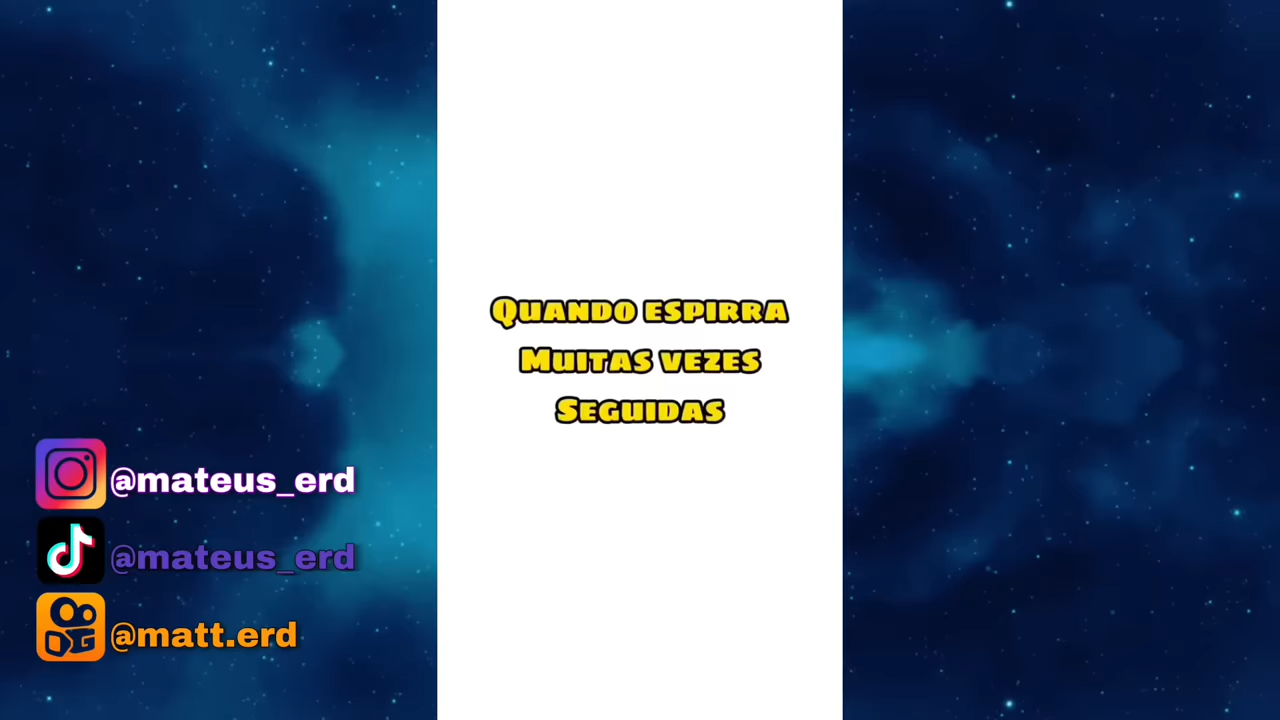 Quando espirra
Muitas vezes
Seguidas
@mateus_erd
@mateus_erd
@matt.erd